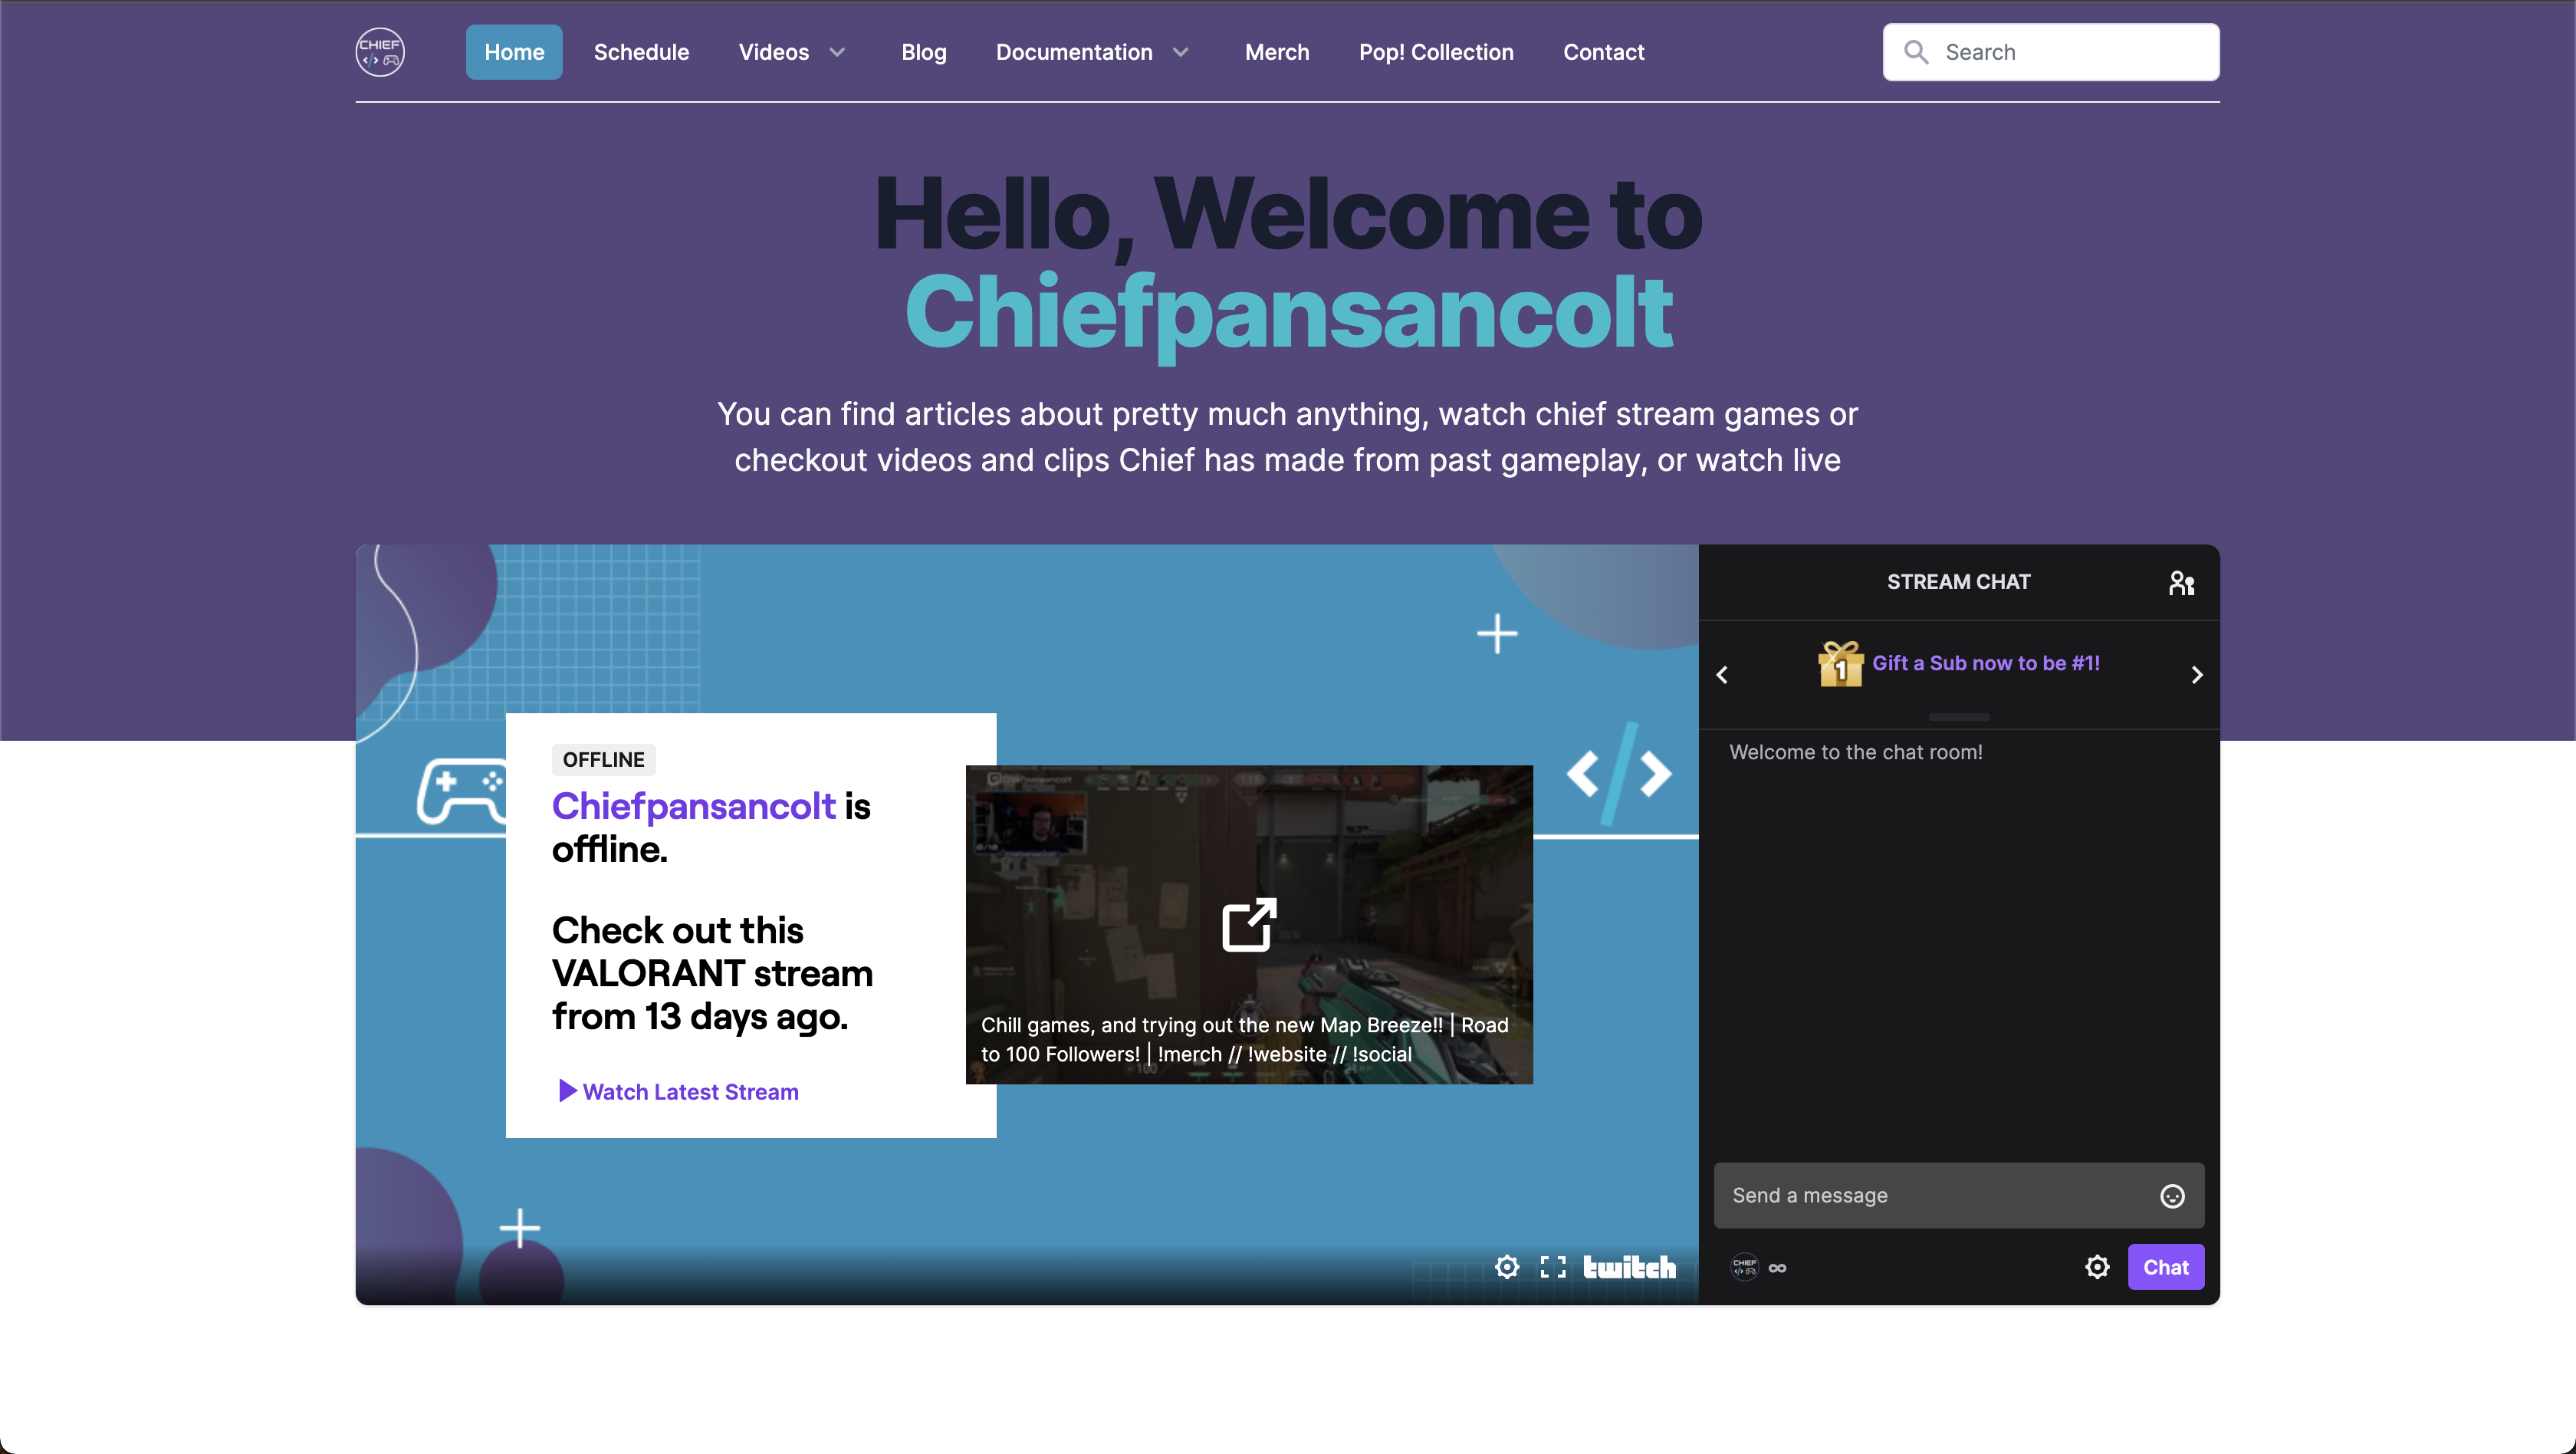 CHIEF
Home
Schedule
Videos
Blog
Documentation
Merch
Pop! Collection
Contact
Search
Hello, Welcome to
Chiefpansancolt
You can find articles about pretty much anything, watch chief stream games or
checkout videos and clips Chief has made from past gameplay, or watch live
OFFLINE
Chiefpansancolt is
offline.
Check out this
VALORANT stream
from 13 days ago.
Watch Latest Stream
Chill games, and trying out the new Map Breeze!! | Road
to 100 Followers! | !merch // !website // !social
100
</>
twitch
STREAM CHAT
1
Gift a Sub now to be #1!
Welcome to the chat room!
Send a message
CHIEF
∞
Chat